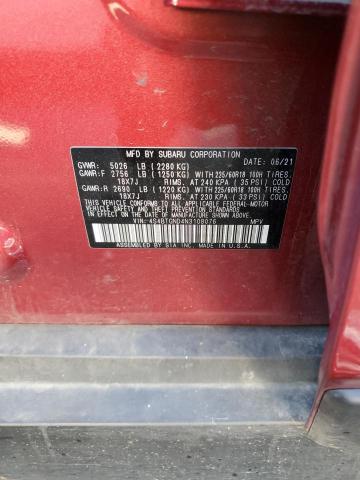 MFD BY SUBARU CORPORATION DATE: 06/21
GVWR: 5026 LB (2280 KG)
GAWR:F 2756 LB (1250 KG) WITH 225/60R18 100H TIRES.
18X7J RIMS. AT 240 KPA (35 PSI) COLD
GAWR:R 2690 LB (1220 KG) WITH 225/60R18 100H TIRES.
18X7J RIMS. AT 230 KPA (33 PSI) COLD
THIS VEHICLE CONFORMS TO ALL APPLICABLE FEDERAL MOTOR
VEHICLE SAFETY, BUMPER AND THEFT PREVENTION STANDARDS
IN EFFECT ON THE DATE OF MANUFACTURE SHOWN ABOVE.
VIN: 4S4BTGND4N3108076 MPV
ASSEMBLED BY SIA INC. MADE IN U.S.A.